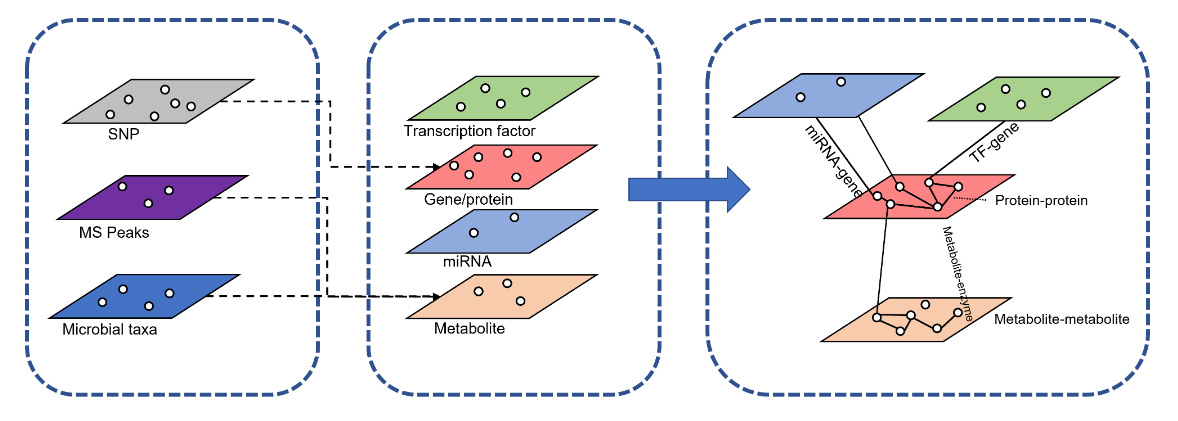 SNP
MS Peaks
Microbial taxa
Transcription factor
Gene/protein
miRNA
Metabolite
miRNA-gene
TF-gene
Protein-protein
Metabolite-enzyme
Metabolite-metabolite